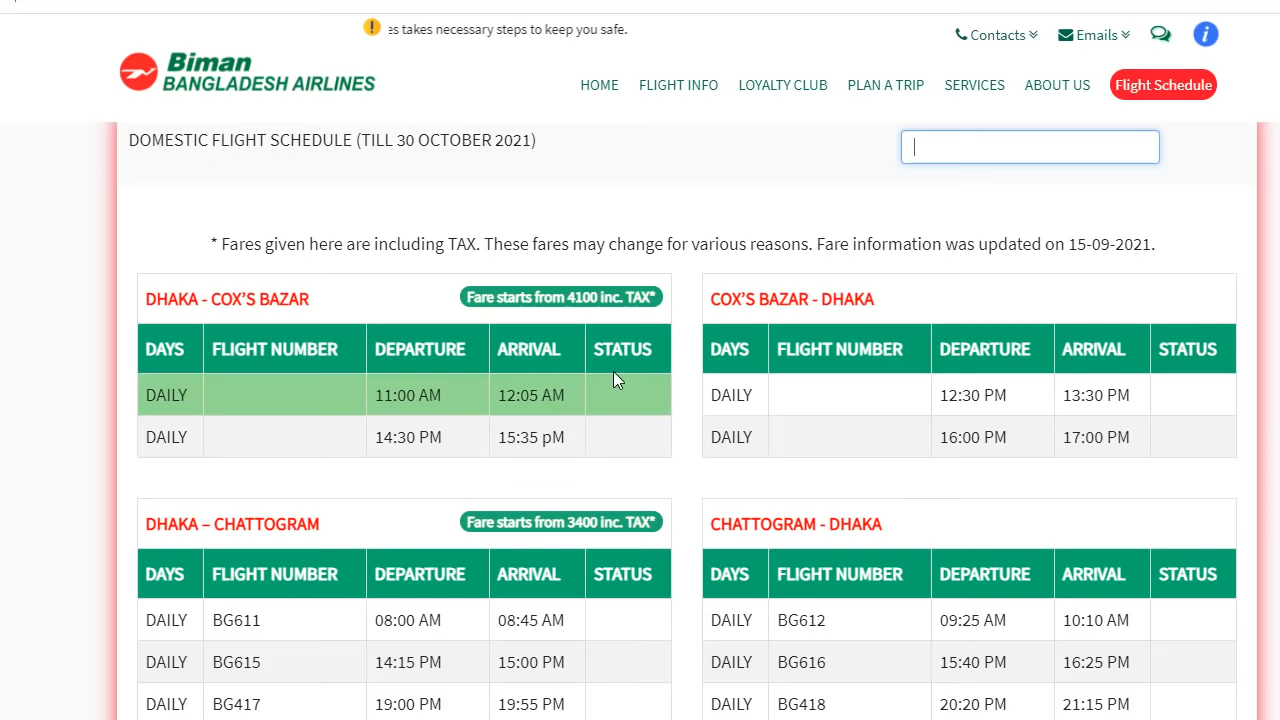 es takes necessary steps to keep you safe.
Contacts
Emails
i
Biman
BANGLADESH AIRLINES
HOME FLIGHT INFO LOYALTY CLUB PLAN A TRIP SERVICES ABOUT US Flight Schedule
DOMESTIC FLIGHT SCHEDULE (TILL 30 OCTOBER 2021)
* Fares given here are including TAX. These fares may change for various reasons. Fare information was updated on 15-09-2021.
DHAKA - COX’S BAZAR Fare starts from 4100 inc. TAX*
DAYS FLIGHT NUMBER DEPARTURE ARRIVAL STATUS
DAILY 11:00 AM 12:05 AM
DAILY 14:30 PM 15:35 pM
COX’S BAZAR - DHAKA
DAYS FLIGHT NUMBER DEPARTURE ARRIVAL STATUS
DAILY 12:30 PM 13:30 PM
DAILY 16:00 PM 17:00 PM
DHAKA – CHATTOGRAM Fare starts from 3400 inc. TAX*
DAYS FLIGHT NUMBER DEPARTURE ARRIVAL STATUS
DAILY BG611 08:00 AM 08:45 AM
DAILY BG615 14:15 PM 15:00 PM
DAILY BG417 19:00 PM 19:55 PM
CHATTOGRAM - DHAKA
DAYS FLIGHT NUMBER DEPARTURE ARRIVAL STATUS
DAILY BG612 09:25 AM 10:10 AM
DAILY BG616 15:40 PM 16:25 PM
DAILY BG418 20:20 PM 21:15 PM